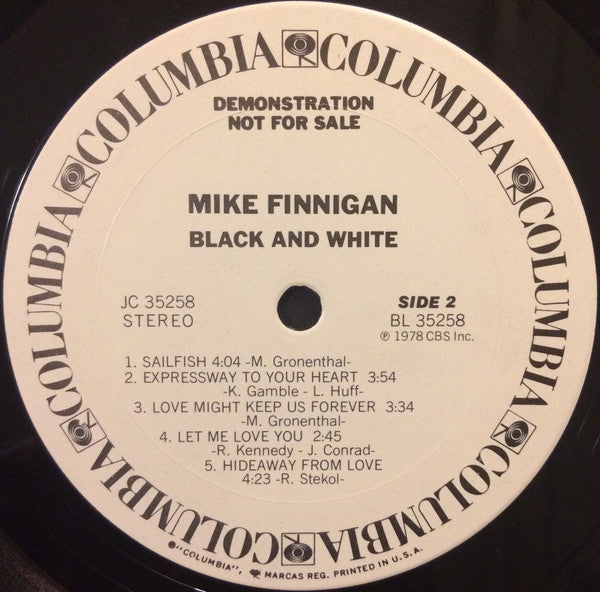 COLUMBIA COLUMBIA COLUMBIA COLUMBIA COLUMBIA COLUMBIA COLUMBIA COLUMBIA
DEMONSTRATION
NOT FOR SALE
MIKE FINNIGAN
BLACK AND WHITE
JC 35258
STEREO
SIDE 2
BL 35258
℗ 1978 CBS Inc.
1. SAILFISH 4:04 -M. Gronenthal-
2. EXPRESSWAY TO YOUR HEART 3:54
-K. Gamble - L. Huff-
3. LOVE MIGHT KEEP US FOREVER 3:34
-M. Gronenthal-
4. LET ME LOVE YOU 2:45
-R. Kennedy - J. Conrad-
5. HIDEAWAY FROM LOVE
4:23 -R. Stekol-
®"COLUMBIA", MARCAS REG. PRINTED IN U.S.A.